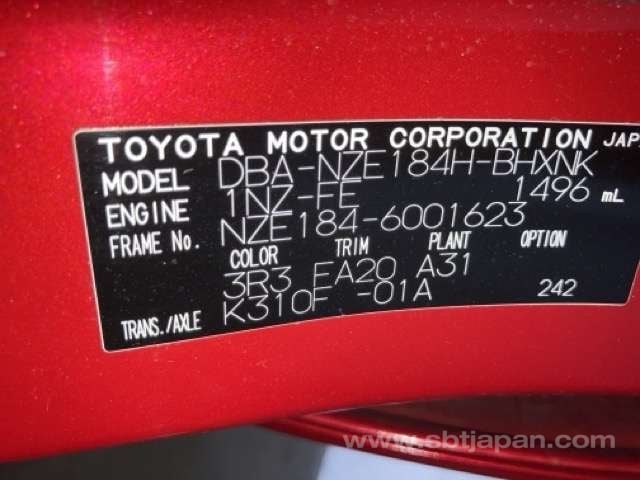 TOYOTA MOTOR CORPORATION JAP
MODEL DBA-NZE184H-BHXNK
ENGINE 1NZ-FE 1496 mL
FRAME No. NZE184-6001623
COLOR TRIM PLANT OPTION
3R3 FA20 A31
TRANS./AXLE K310F -01A 242
www.sbtjapan.com